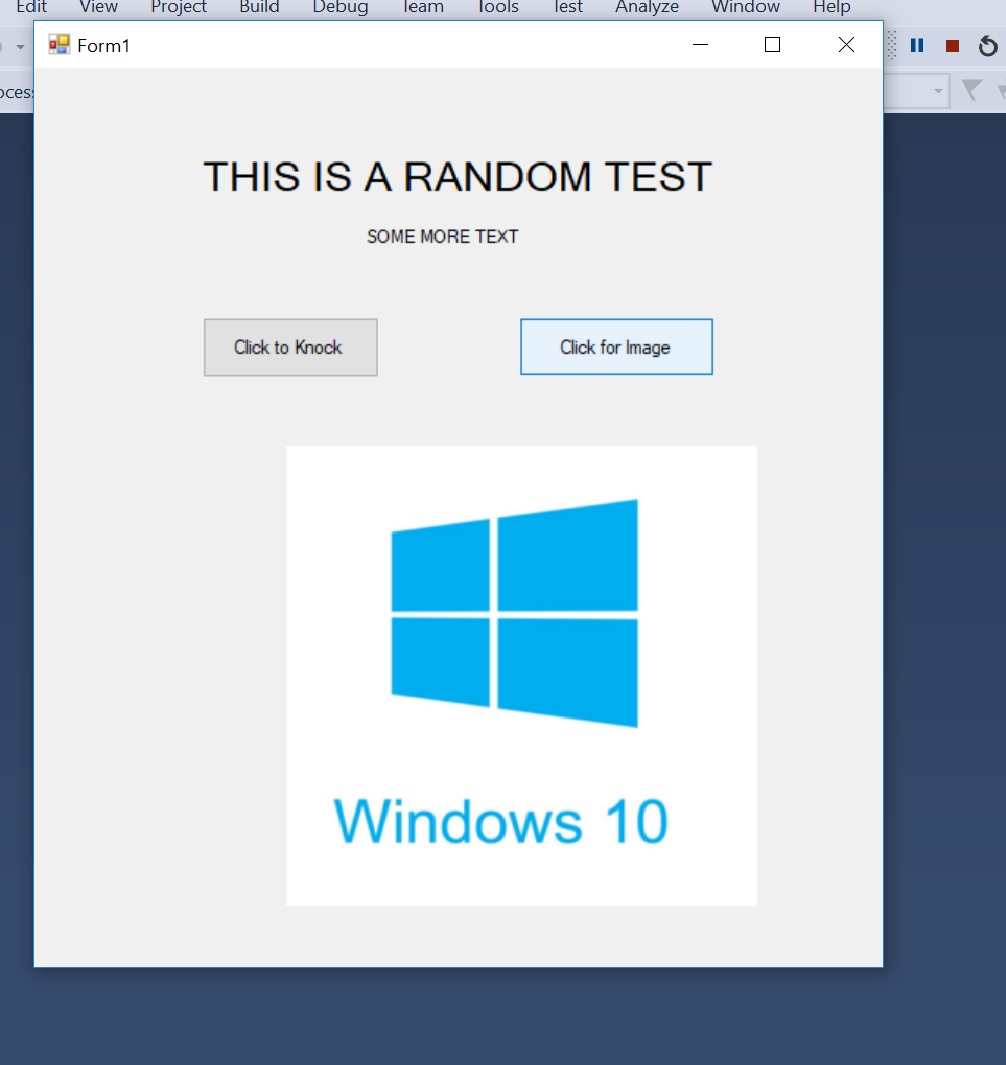 Edit View Project Build Debug Team Tools Test Analyze Window Help
Form1
THIS IS A RANDOM TEST
SOME MORE TEXT
Click to Knock Click for Image
Windows 10